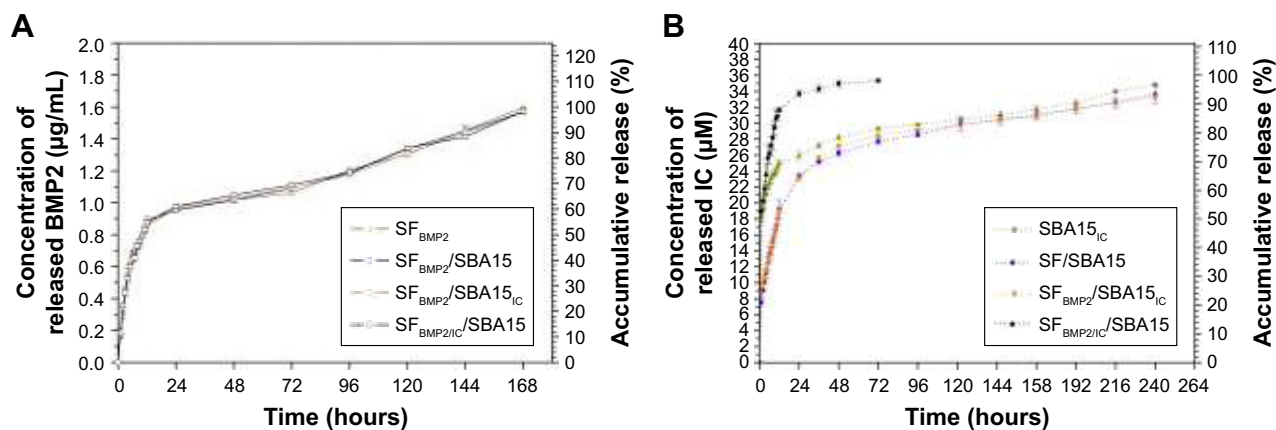 A
Concentration of
released BMP2 (µg/mL)
2.0
1.8
1.6
1.4
1.2
1.0
0.8
0.6
0.4
0.2
0.0
0 24 48 72 96 120 144 168
Time (hours)
120
110
100
90
80
70
60
50
40
30
20
10
0
Accumulative release (%)
SF_BMP2
SF_BMP2/SBA15
SF_BMP2/SBA15_IC
SF_BMP2/IC/SBA15
B
Concentration of
released IC (µM)
40
38
36
34
32
30
28
26
24
22
20
18
16
14
12
10
8
6
4
2
0
0 24 48 72 96 120 144 158 192 216 240 264
Time (hours)
110
100
90
80
70
60
50
40
30
20
10
0
Accumulative release (%)
SBA15_IC
SF/SBA15
SF_BMP2/SBA15_IC
SF_BMP2/IC/SBA15